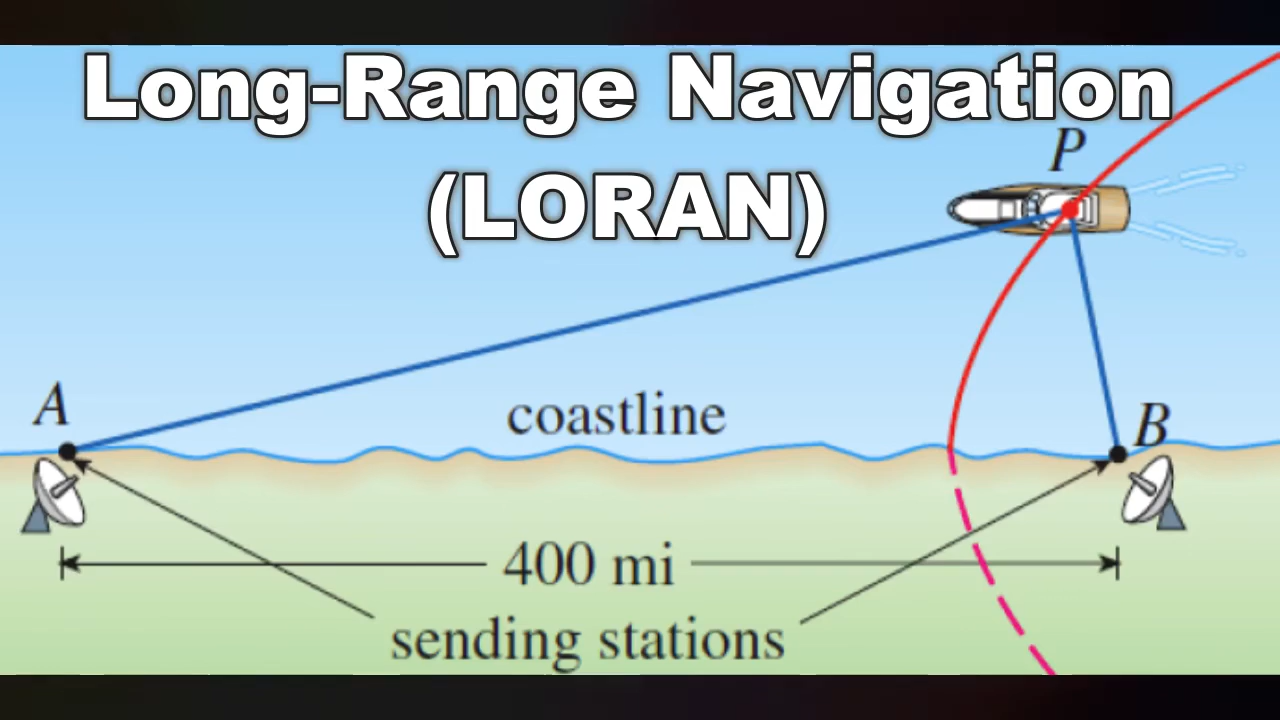 Long-Range Navigation
(LORAN)
P
A
coastline
B
400 mi
sending stations